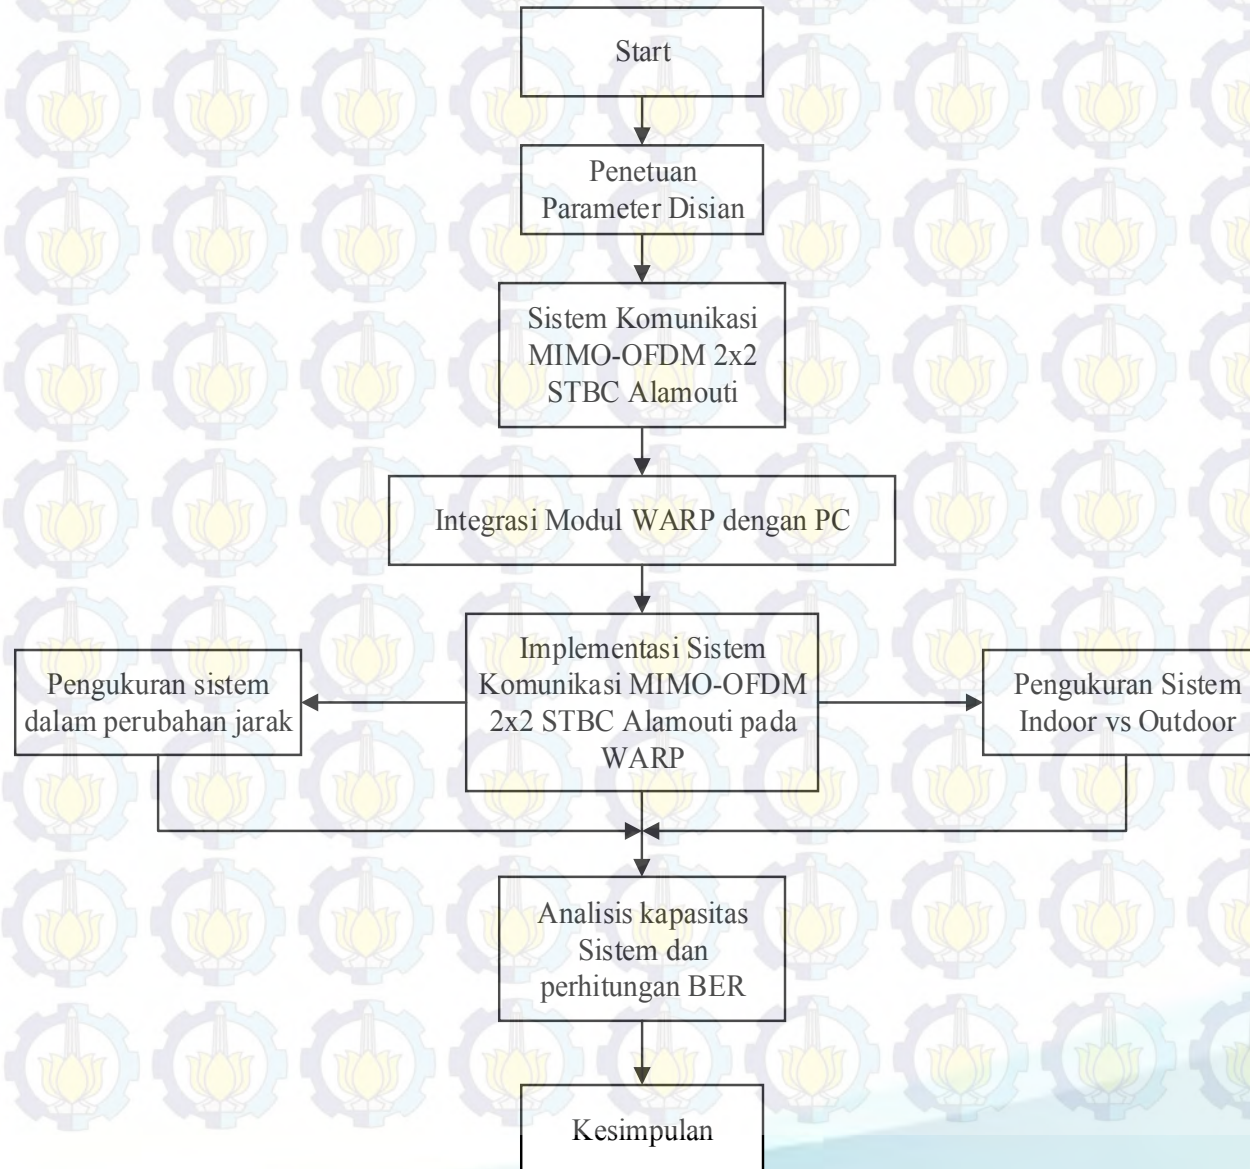 Start
Penetuan
Parameter Disian
Sistem Komunikasi
MIMO-OFDM 2x2
STBC Alamouti
Integrasi Modul WARP dengan PC
Implementasi Sistem
Komunikasi MIMO-OFDM
2x2 STBC Alamouti pada
WARP
Pengukuran sistem
dalam perubahan jarak
Pengukuran Sistem
Indoor vs Outdoor
Analisis kapasitas
Sistem dan
perhitungan BER
Kesimpulan